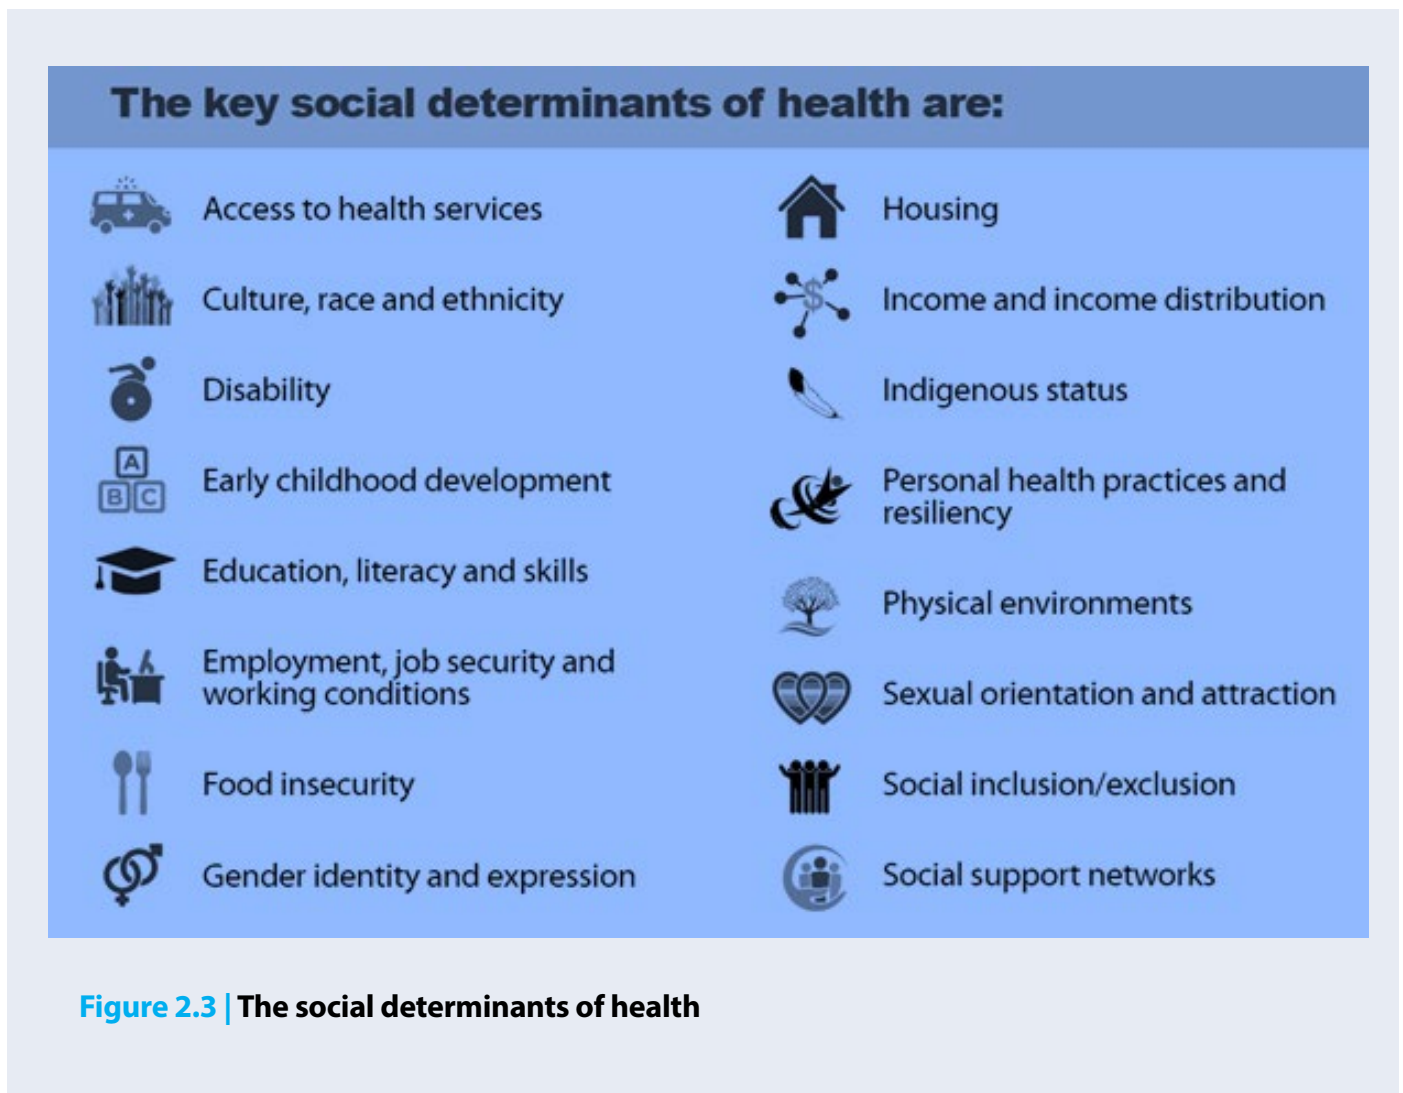 The key social determinants of health are:
Access to health services
Culture, race and ethnicity
Disability
A
B C
Early childhood development
Education, literacy and skills
Employment, job security and
working conditions
Food insecurity
Gender identity and expression
Housing
$
Income and income distribution
Indigenous status
Personal health practices and
resiliency
Physical environments
Sexual orientation and attraction
Social inclusion/exclusion
Social support networks
Figure 2.3 | The social determinants of health